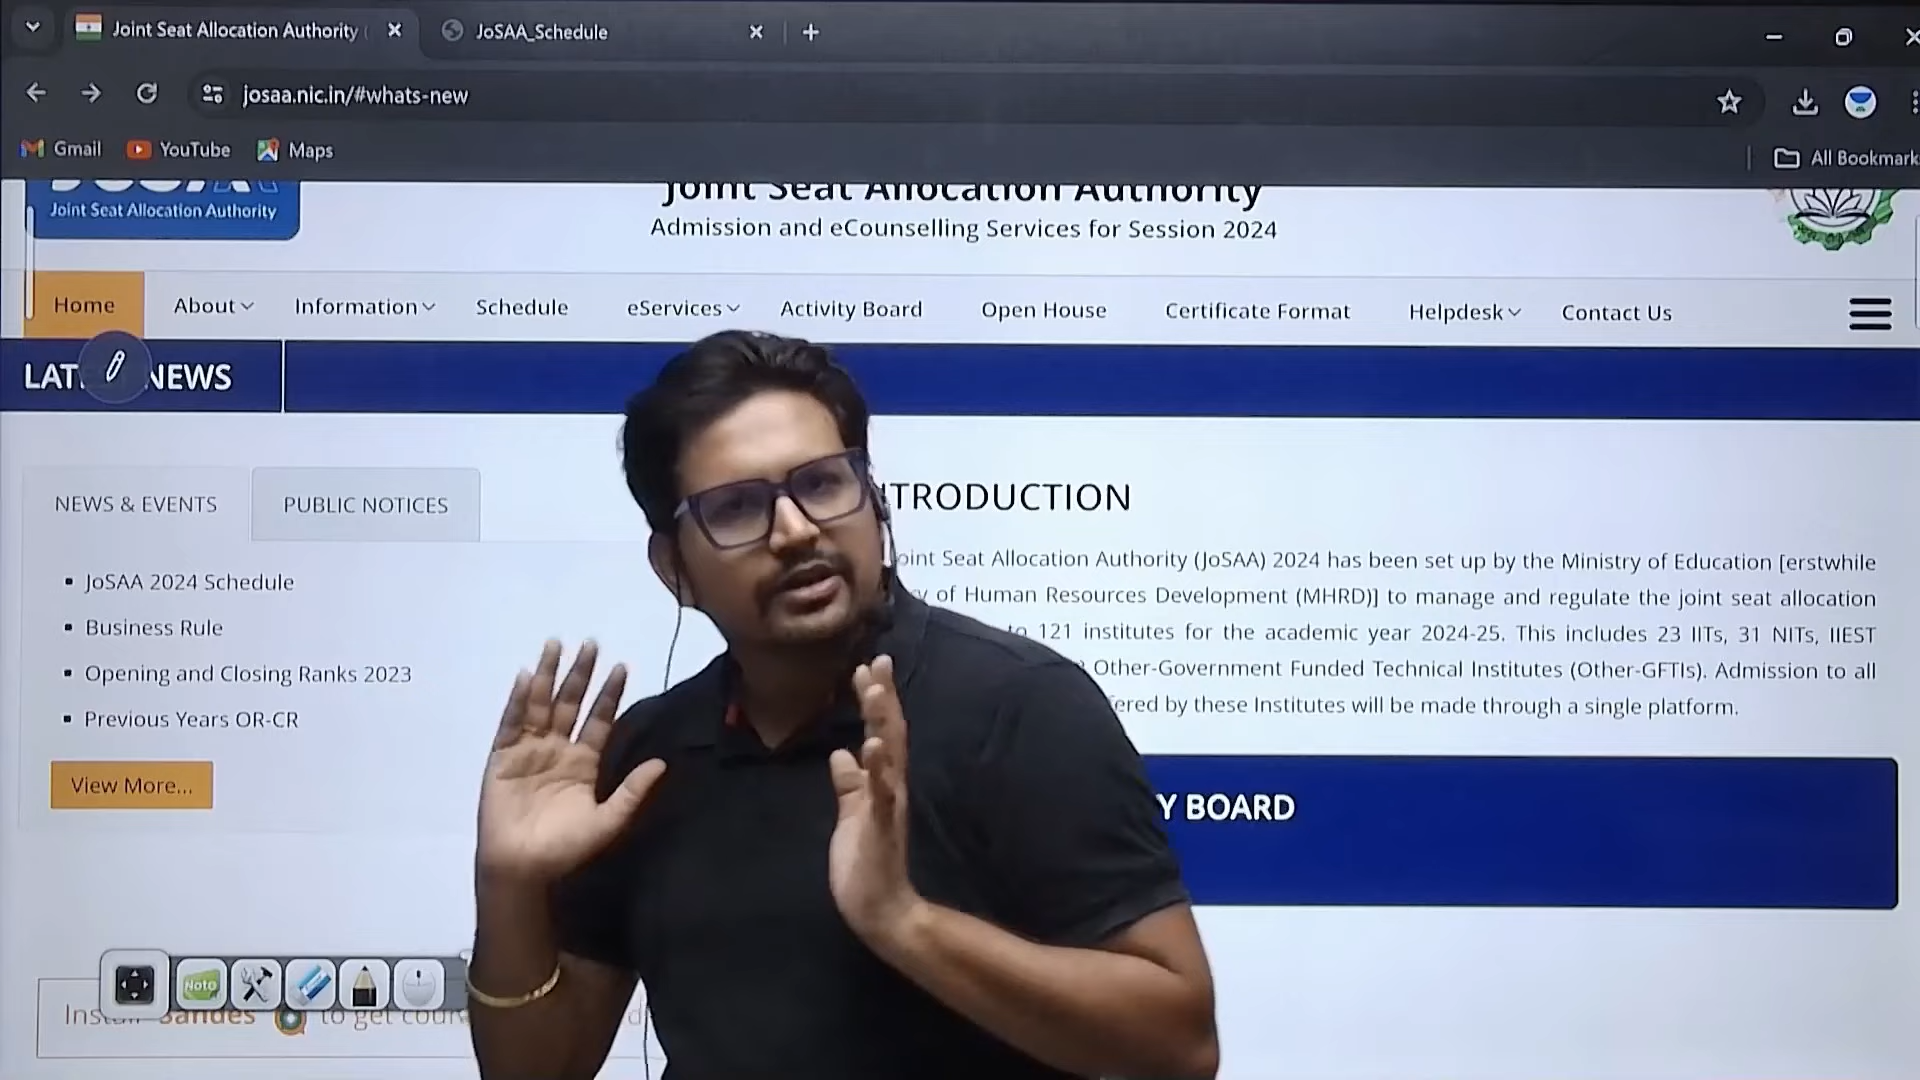 Joint Seat Allocation Authority
JoSAA_Schedule
josaa.nic.in/#whats-new
Gmail
YouTube
Maps
All Bookmark
Joint Seat Allocation Authority
Joint Seat Allocation Authority
Admission and eCounselling Services for Session 2024
Home
About
Information
Schedule
eServices
Activity Board
Open House
Certificate Format
Helpdesk
Contact Us
NEWS
NEWS & EVENTS
PUBLIC NOTICES
JoSAA 2024 Schedule
Business Rule
Opening and Closing Ranks 2023
Previous Years OR-CR
View More...
NTRODUCTION
oint Seat Allocation Authority (JoSAA) 2024 has been set up by the Ministry of Education [erstwhile
y of Human Resources Development (MHRD)] to manage and regulate the joint seat allocation
to 121 institutes for the academic year 2024-25. This includes 23 IITs, 31 NITs, IIEST
Other-Government Funded Technical Institutes (Other-GFTIs). Admission to all
ered by these Institutes will be made through a single platform.
Y BOARD
Note
Sandes to get